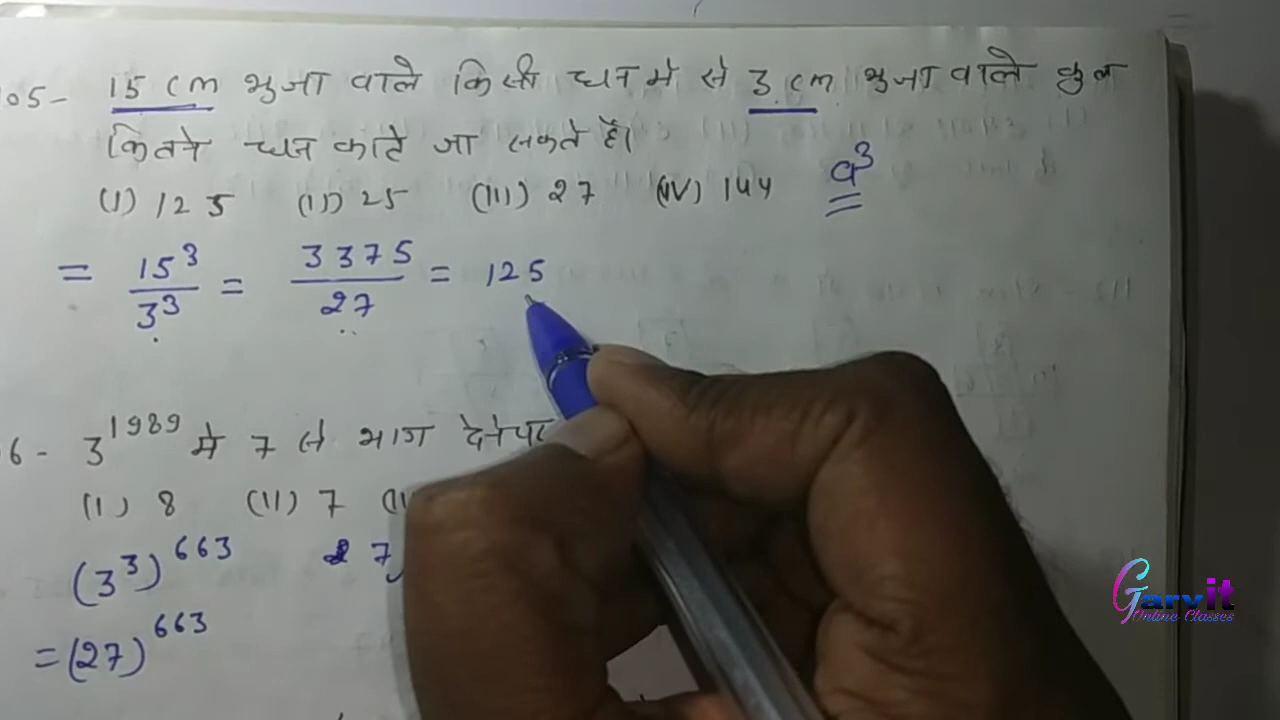 05- 15 cm भुजा वाले किसी घन मे से 3 cm भुजा वाले कुल
कितने घन काटे जा सकते हैं।
(I) 125 (II) 25 (III) 27 (IV) 144 a³
= 15³/3³ = 3375/27 = 125
6- 3¹⁹⁸⁹ मे 7 से भाग देने पर
(I) 8 (II) 7
(3³)⁶⁶³ 27
= (27)⁶⁶³
Garvit
Online Classes